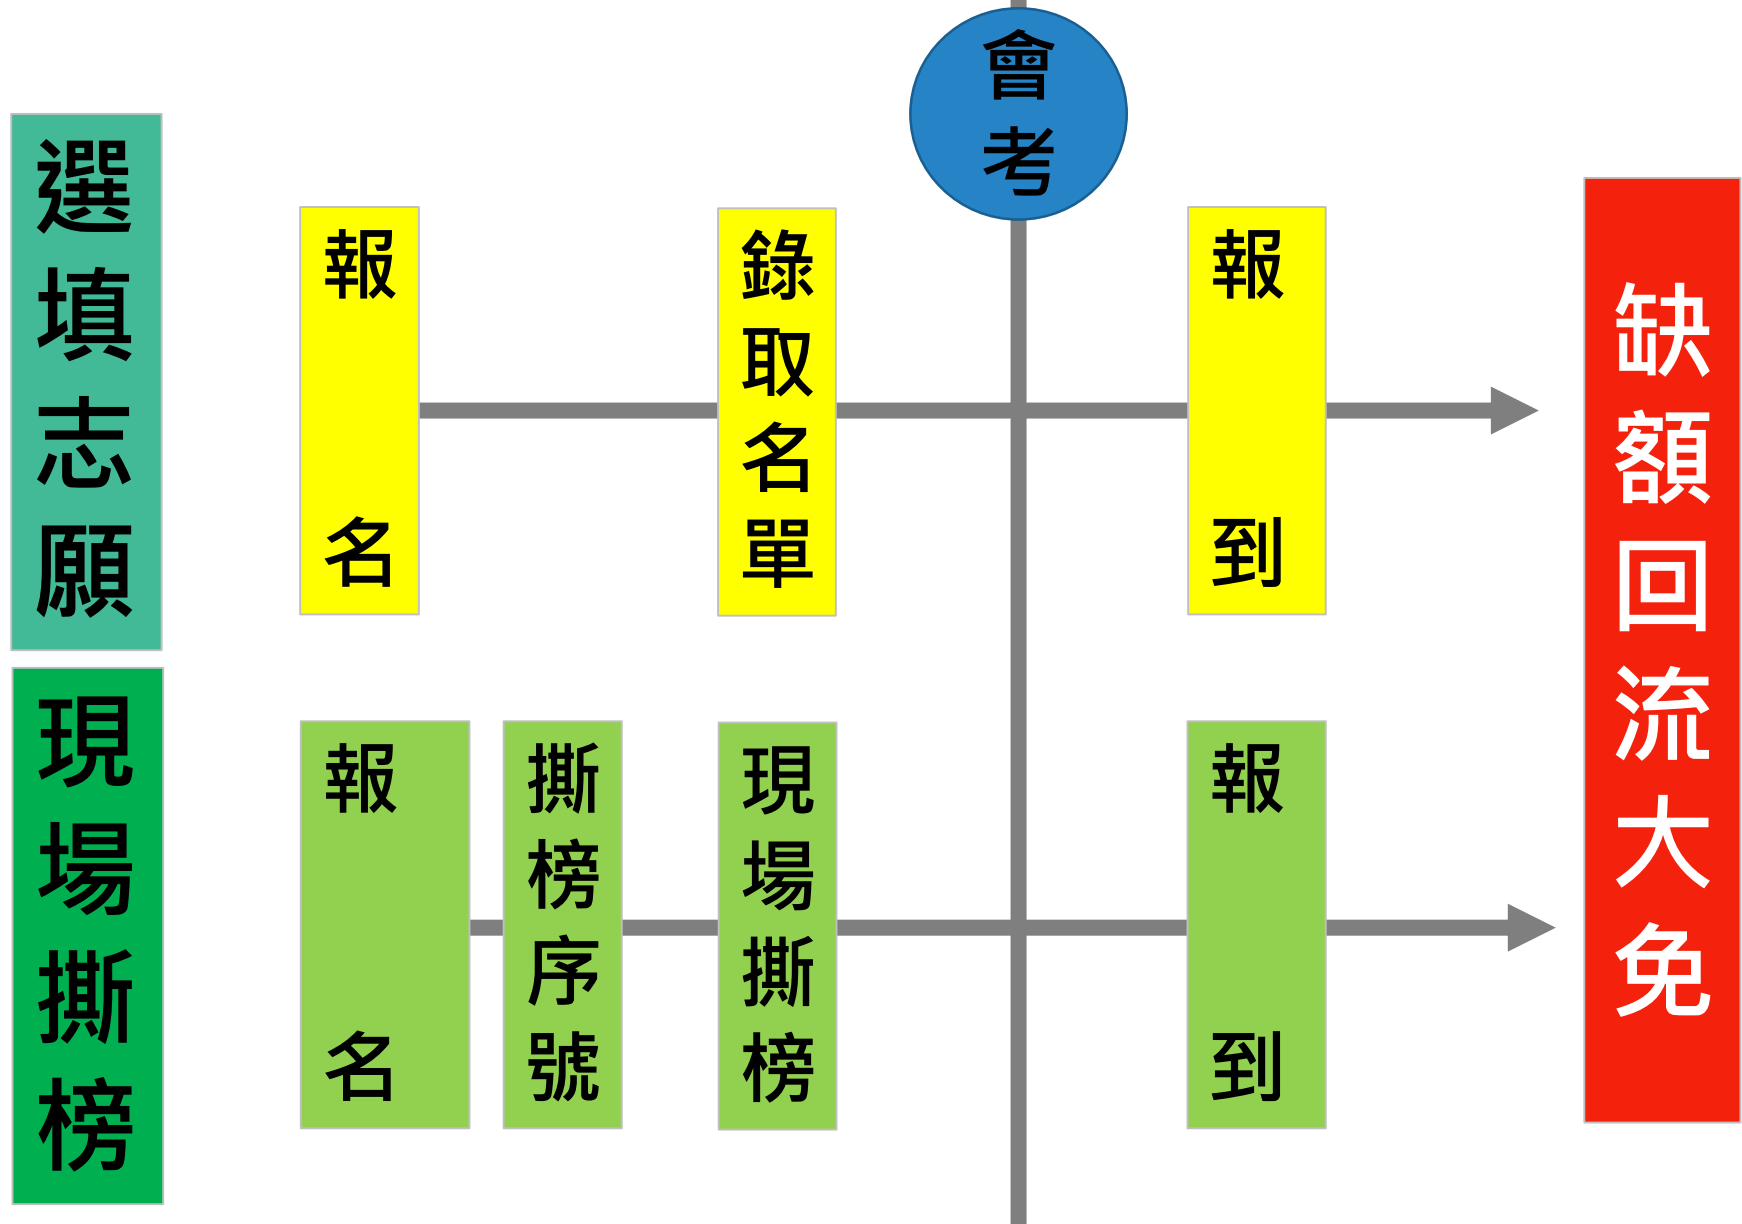 會考
選填志願
報名
錄取名單
報到
現場撕榜
報名
撕榜序號
現場撕榜
報到
缺額回流大免